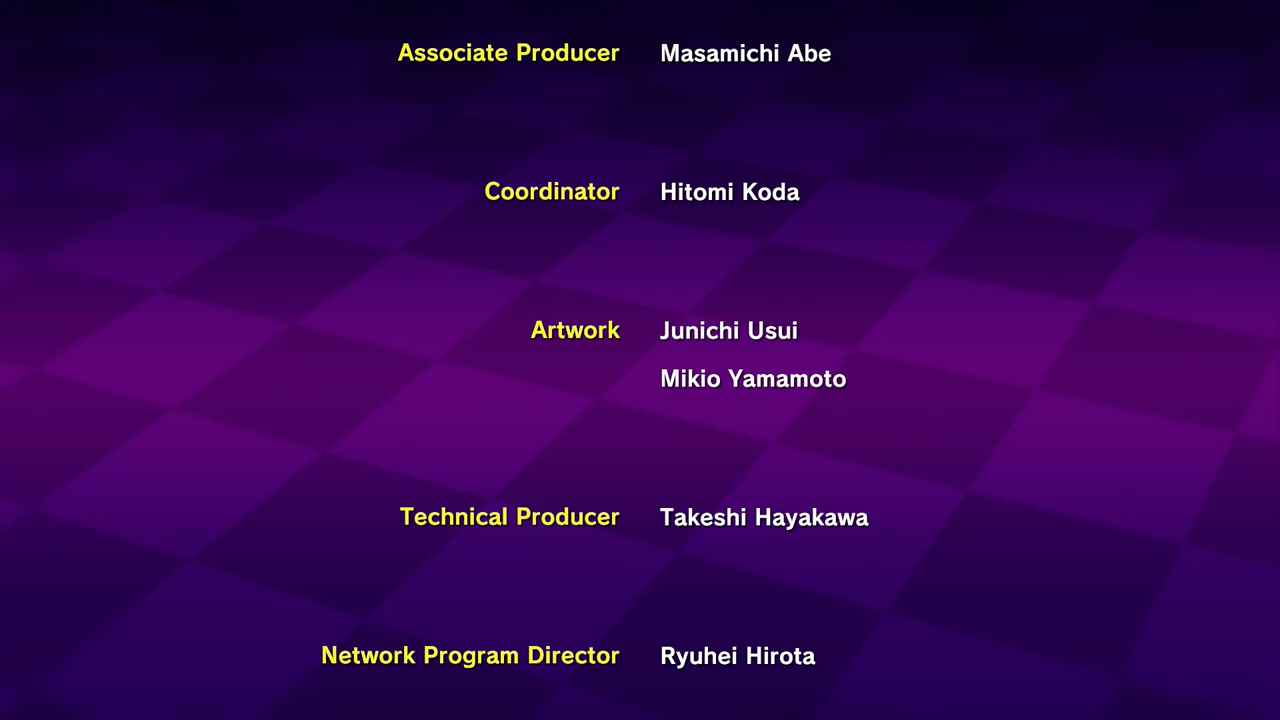 Associate Producer Masamichi Abe
Coordinator Hitomi Koda
Artwork Junichi Usui
Mikio Yamamoto
Technical Producer Takeshi Hayakawa
Network Program Director Ryuhei Hirota